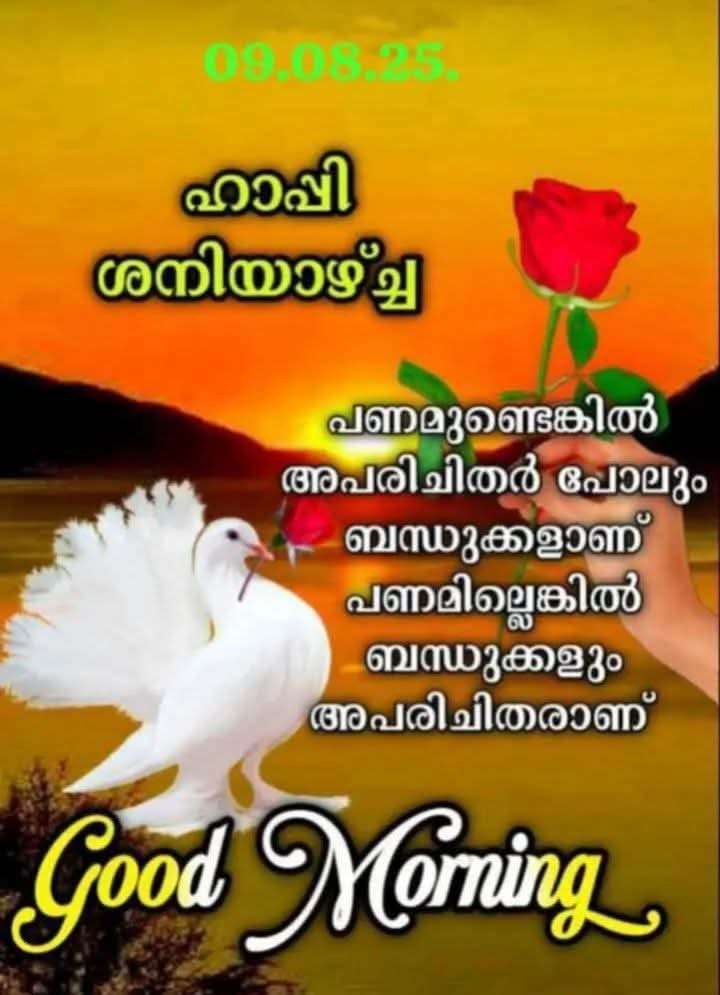 09.08.25.
ഹാപ്പി
ശനിയാഴ്ച്ച
പണമുണ്ടെങ്കിൽ
അപരിചിതർ പോലും
ബന്ധുക്കളാണ്
പണമില്ലെങ്കിൽ
ബന്ധുക്കളും
അപരിചിതരാണ്
Good Morning